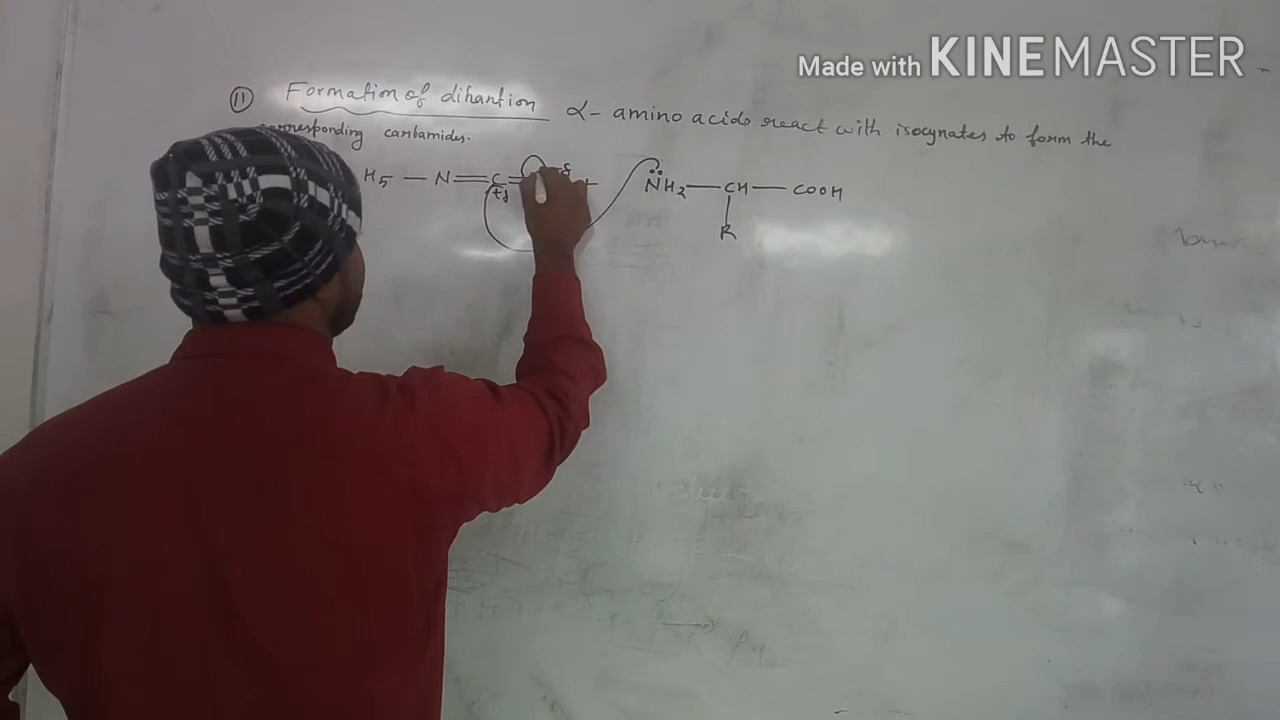 Made with KINEMASTER
11 Formation of dihantion α- amino acids react with isocynates to form the
corresponding carbamides.
H5 — N = C = NH2 — CH — COOH
+δ -δ
R